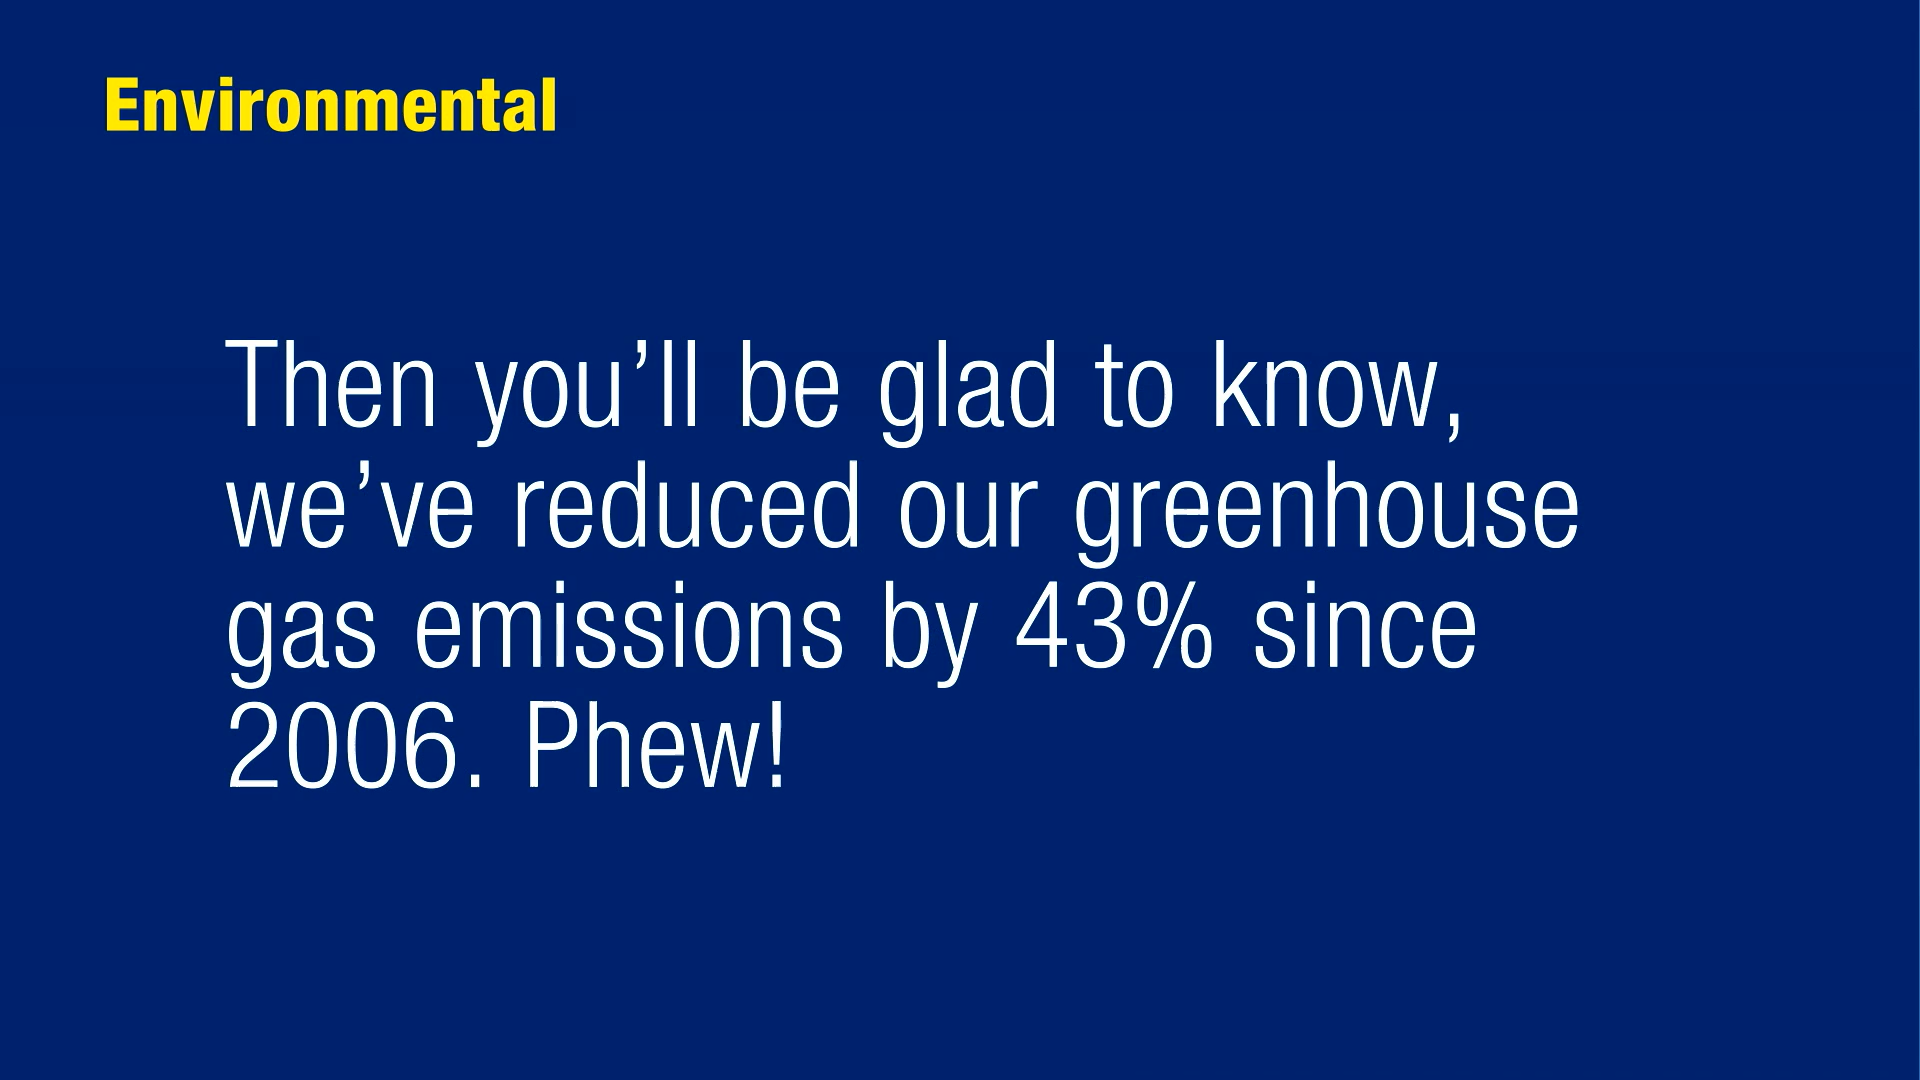 Environmental
Then you’ll be glad to know,
we’ve reduced our greenhouse
gas emissions by 43% since
2006. Phew!